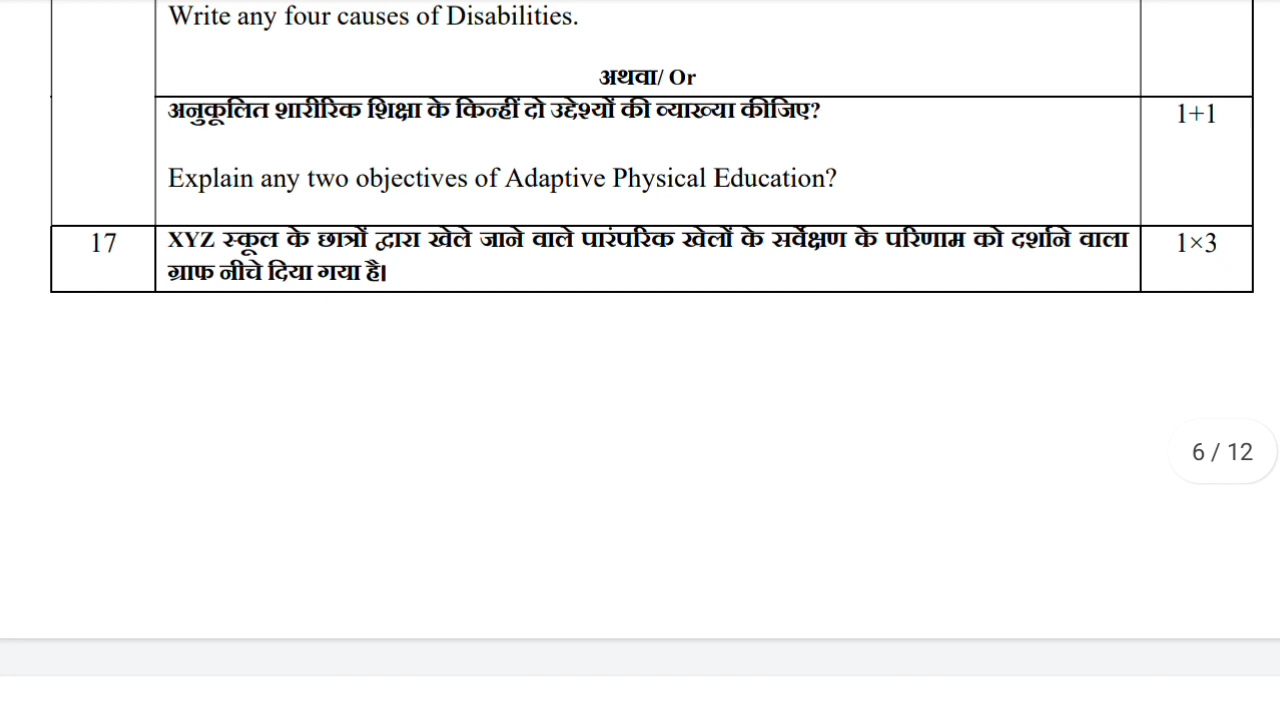 Write any four causes of Disabilities.
अथवा/ Or
अनुकूलित शारीरिक शिक्षा के किन्हीं दो उद्देश्यों की व्याख्या कीजिए?
1+1
Explain any two objectives of Adaptive Physical Education?
17
XYZ स्कूल के छात्रों द्वारा खेले जाने वाले पारंपरिक खेलों के सर्वेक्षण के परिणाम को दर्शाने वाला
1×3
ग्राफ नीचे दिया गया है।
6 / 12